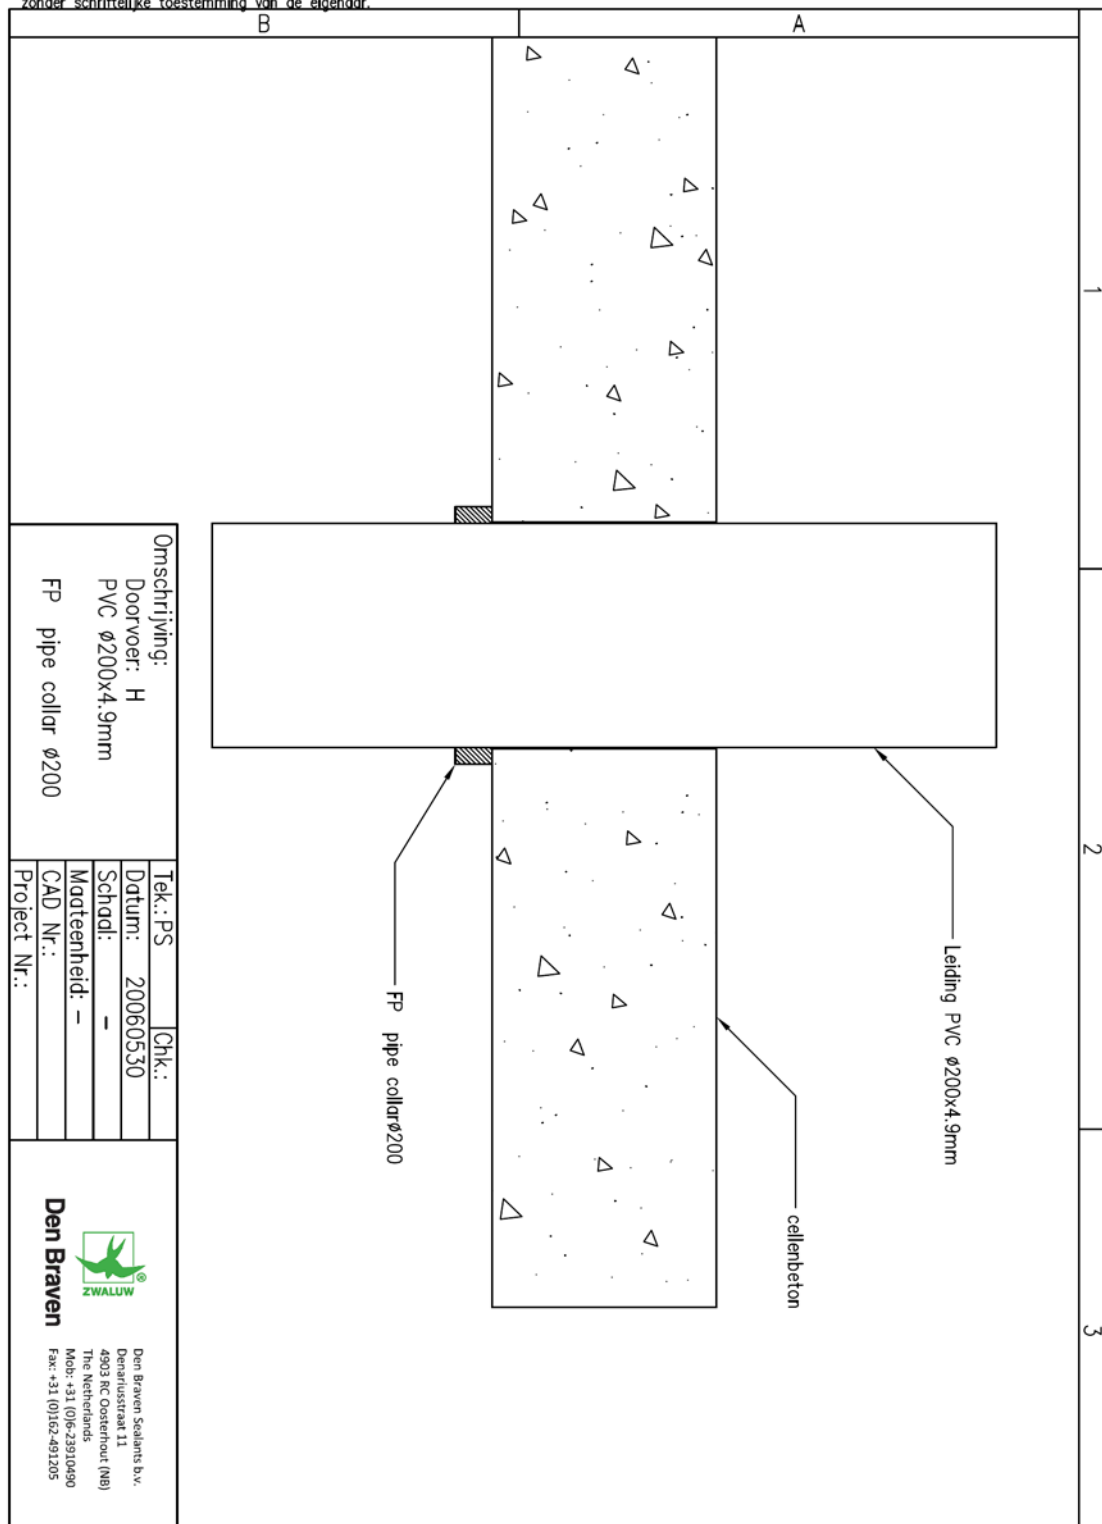 zonder schriftelijke toestemming van de eigenaar.
B
A
1
2
3
Leiding PVC ø200x4.9mm
cellenbeton
FP pipe collarø200
Omschrijving:
Doorvoer: H
PVC ø200x4.9mm
FP pipe collar ø200
Tek.: PS
Chk.:
Datum: 20060530
Schaal: –
Maateenheid: –
CAD Nr.:
Project Nr.:
ZWALUW®
Den Braven
Den Braven Sealants b.v.
Denariusstraat 11
4903 RC Oosterhout (NB)
The Netherlands
Mob: +31 (0)6-23910490
Fax: +31 (0)162-491205